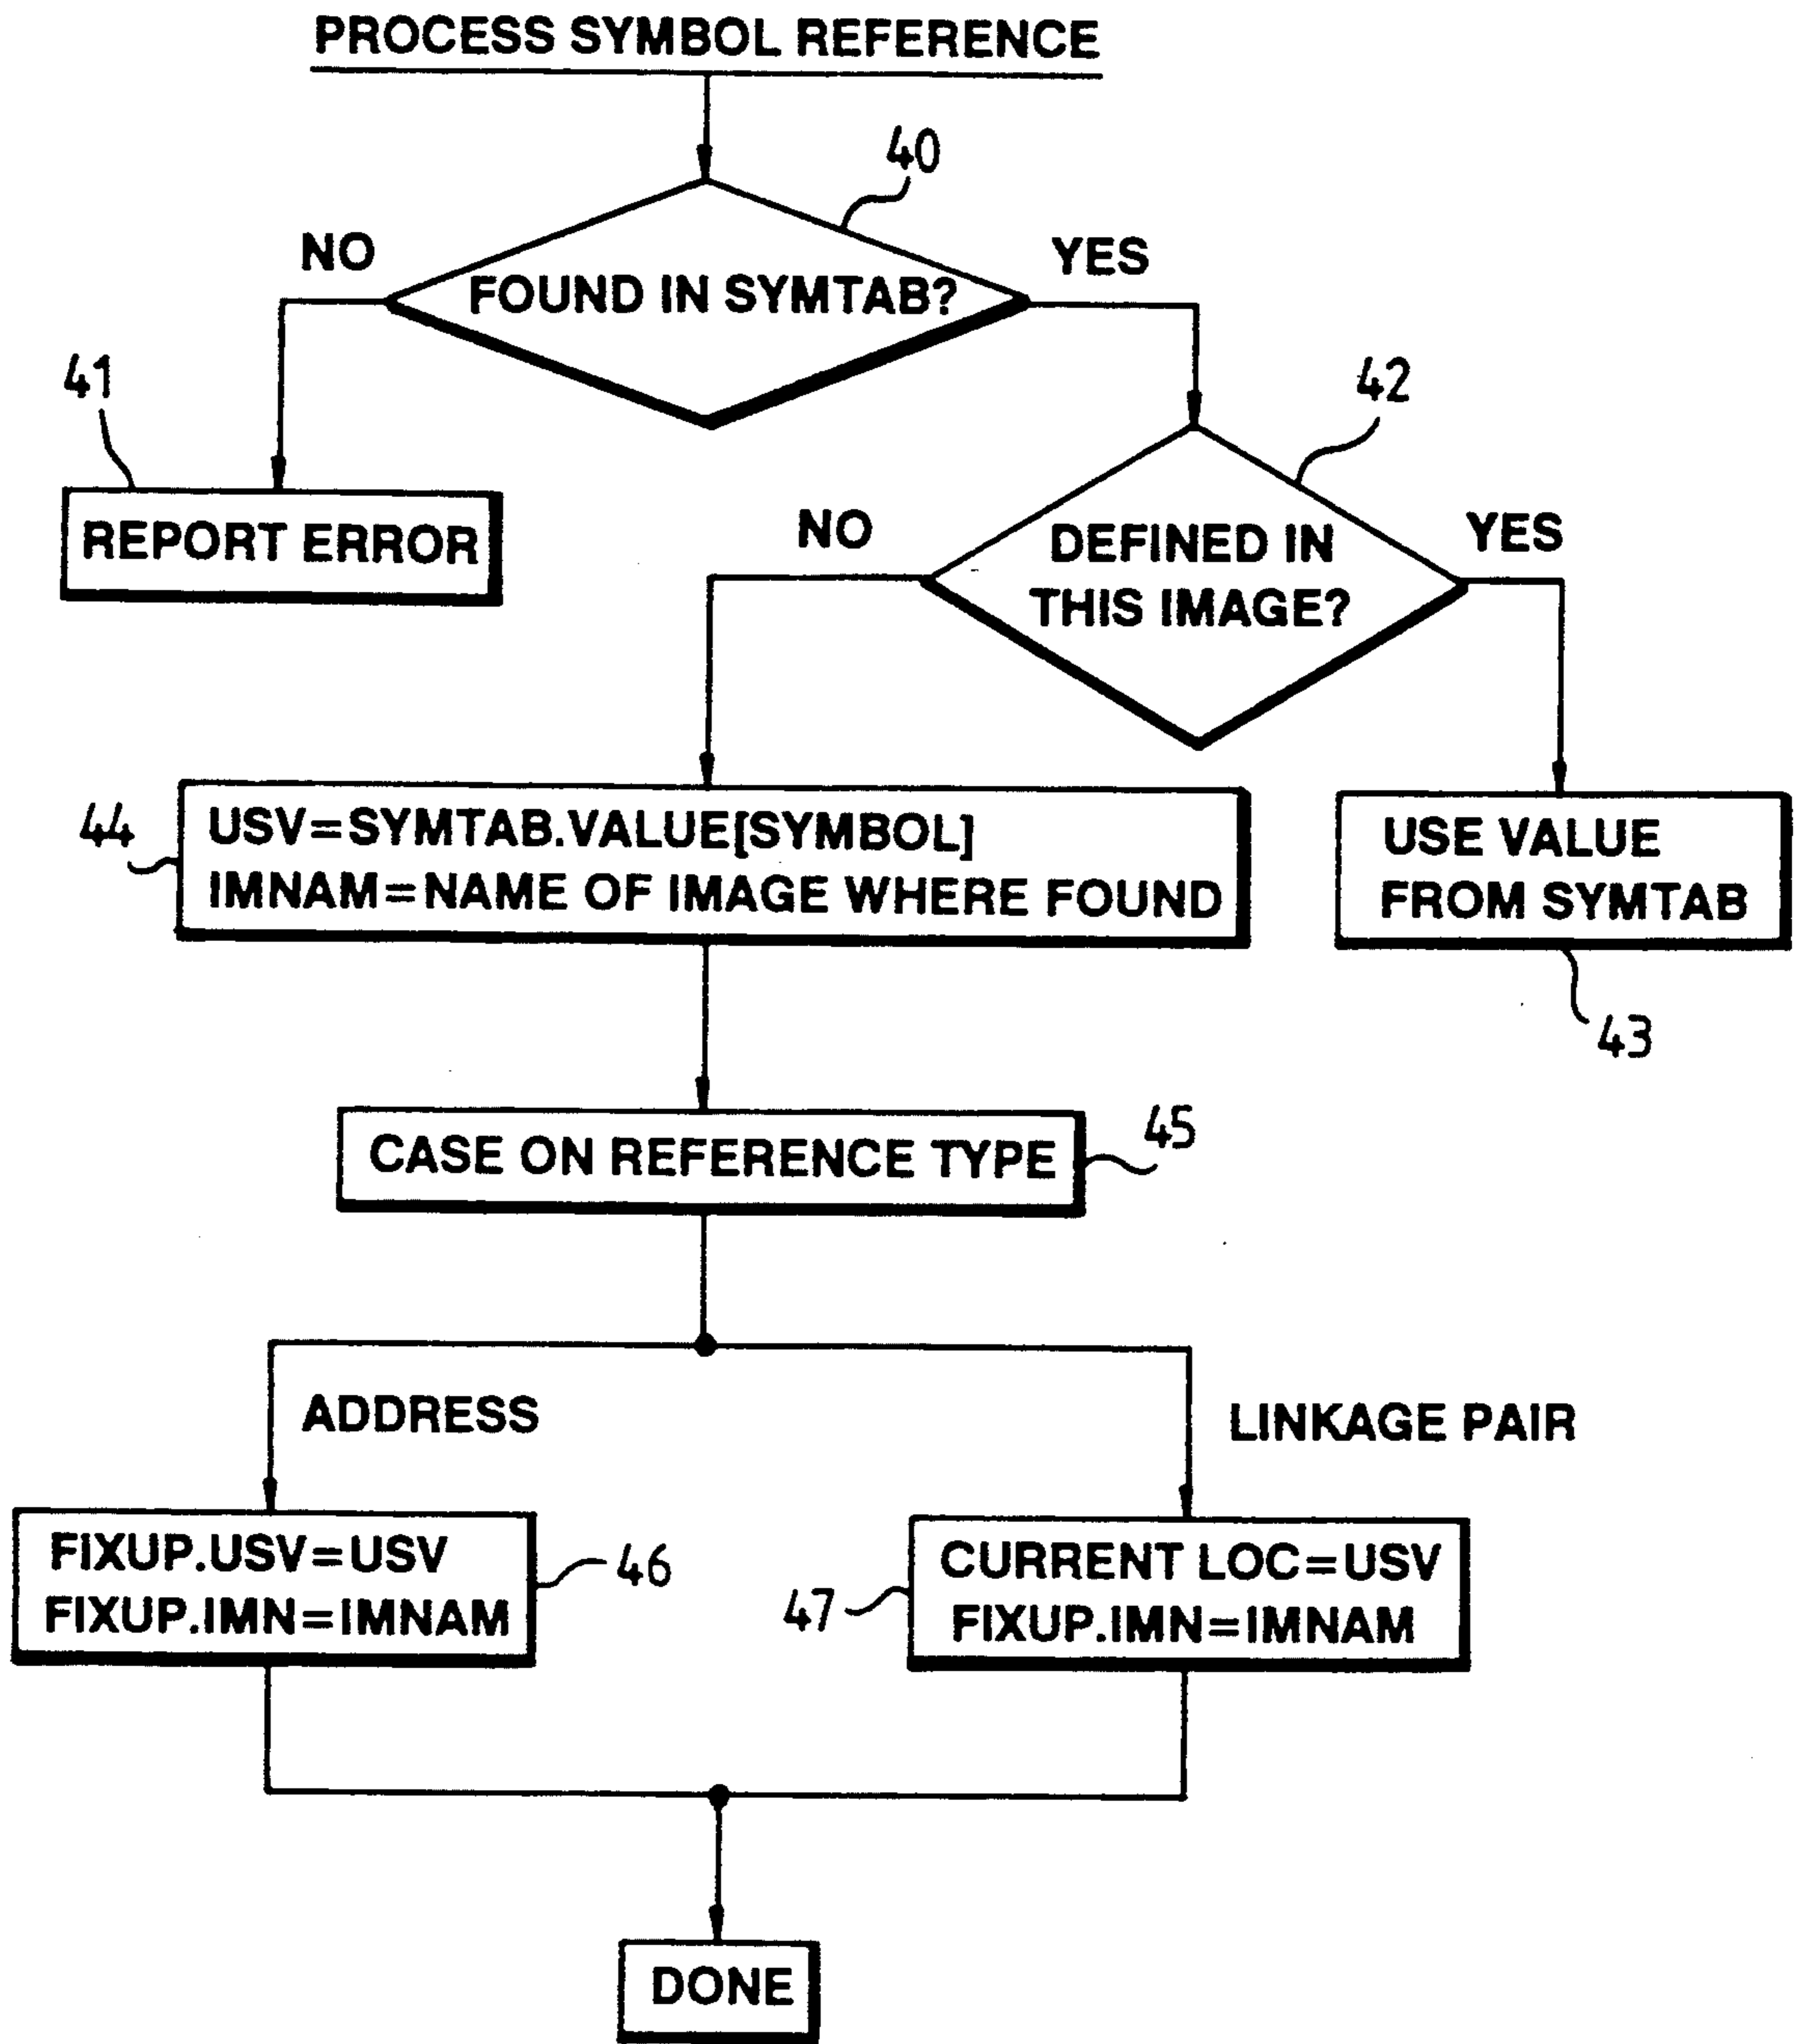 PROCESS SYMBOL REFERENCE
40
NO
YES
FOUND IN SYMTAB?
41
42
REPORT ERROR
NO
YES
DEFINED IN
THIS IMAGE?
44
USV=SYMTAB.VALUE[SYMBOL]
IMNAM=NAME OF IMAGE WHERE FOUND
USE VALUE
FROM SYMTAB
43
CASE ON REFERENCE TYPE
45
ADDRESS
LINKAGE PAIR
FIXUP.USV=USV
FIXUP.IMN=IMNAM
46
47
CURRENT LOC=USV
FIXUP.IMN=IMNAM
DONE